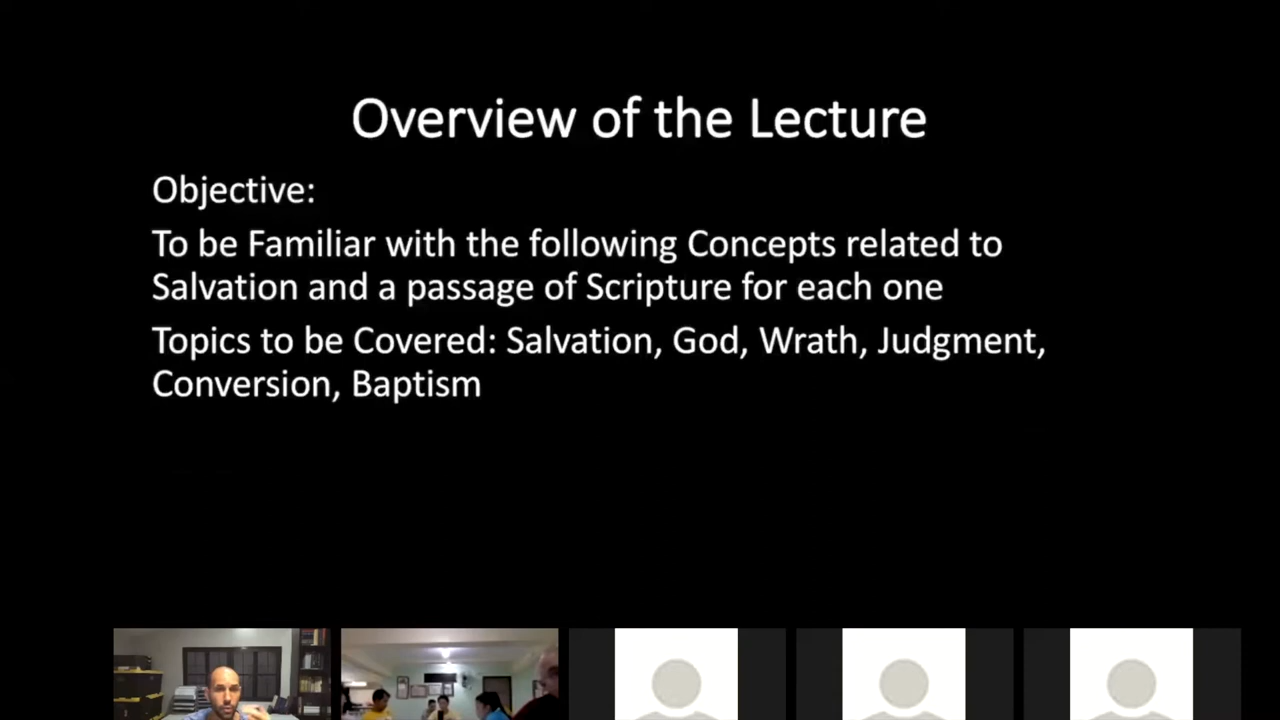 Overview of the Lecture
Objective:
To be Familiar with the following Concepts related to
Salvation and a passage of Scripture for each one
Topics to be Covered: Salvation, God, Wrath, Judgment,
Conversion, Baptism